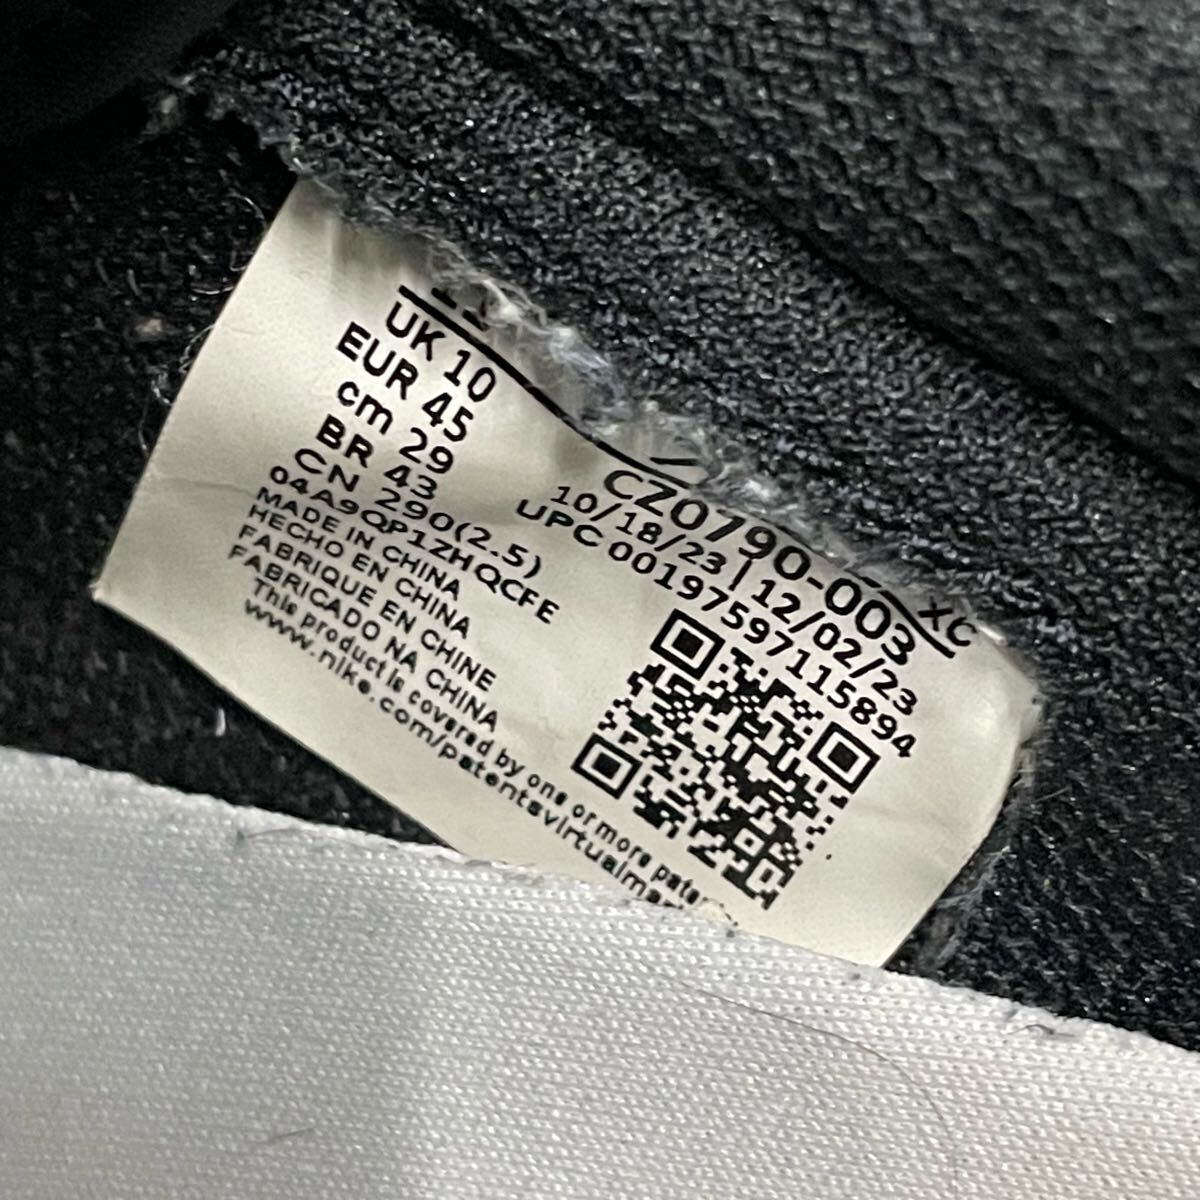 UK 10
EUR 45
cm 29
BR 43
CN 290(2.5)
04A9QP1ZHQCFE
MADE IN CHINA
HECHO EN CHINA
FABRIQUE EN CHINE
FABRICADO NA CHINA
This product is covered by one or more
www.nike.com/patentsvirtualma
XC
CZ0790-003
10/18/23 | 12/02/23
UPC 00197597115894